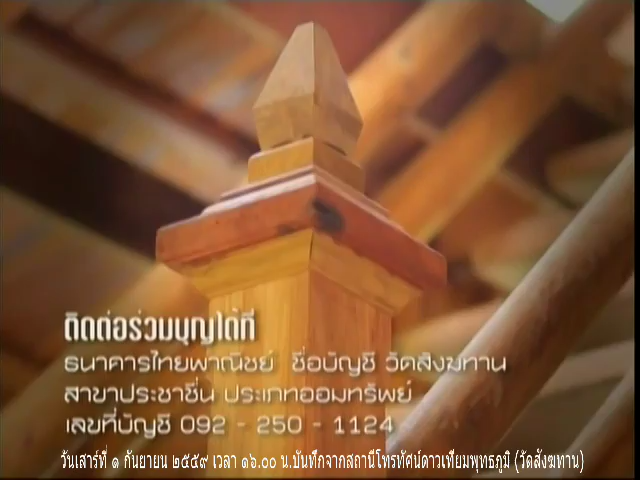 ติดต่อร่วมบุญได้ที่
ธนาคารไทยพาณิชย์ ชื่อบัญชี วัดสังฆทาน
สาขาประชาชื่น ประเภทออมทรัพย์
เลขที่บัญชี 092 - 250 - 1124
วันเสาร์ที่ ๑ กันยายน ๒๕๕๙ เวลา ๑๖.๐๐ น.บันทึกจากสถานีโทรทัศน์ดาวเทียมพุทธภูมิ (วัดสังฆทาน)